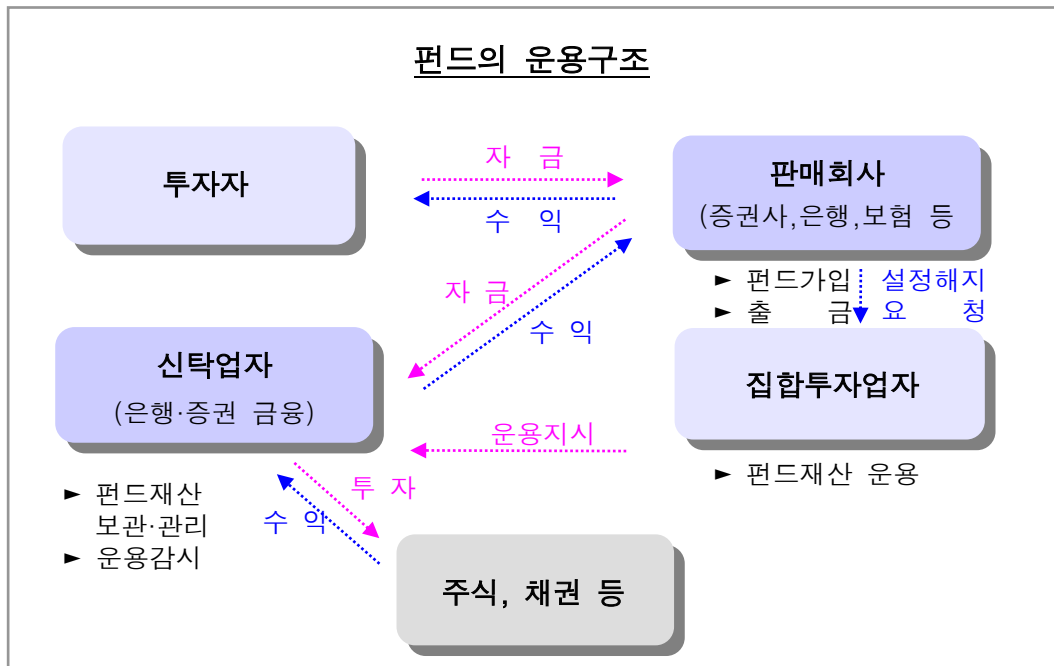 펀드의 운용구조
투자자
자 금
수 익
판매회사
(증권사,은행,보험 등
► 펀드가입
► 출 금
설정해지
요 청
자 금
수 익
신탁업자
(은행·증권 금융)
집합투자업자
운용지시
► 펀드재산 운용
► 펀드재산
보관·관리
► 운용감시
투 자
수 익
주식, 채권 등